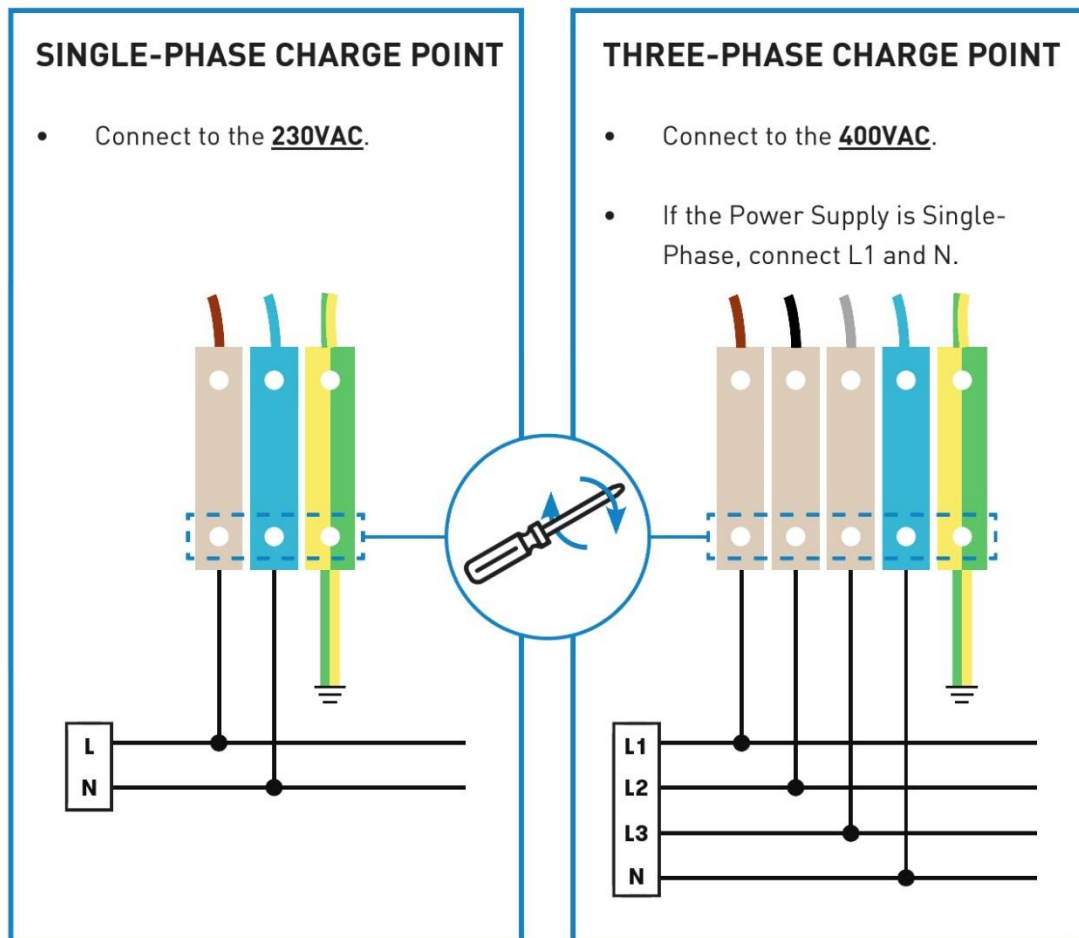 SINGLE-PHASE CHARGE POINT
• Connect to the 230VAC.
L
N
THREE-PHASE CHARGE POINT
• Connect to the 400VAC.
• If the Power Supply is Single-
Phase, connect L1 and N.
L1
L2
L3
N